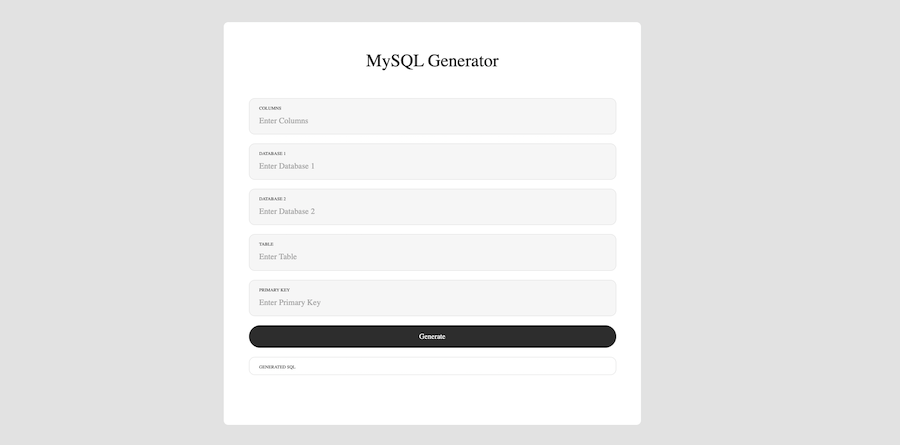 MySQL Generator
COLUMNS
Enter Columns
DATABASE 1
Enter Database 1
DATABASE 2
Enter Database 2
TABLE
Enter Table
PRIMARY KEY
Enter Primary Key
Generate
GENERATED SQL